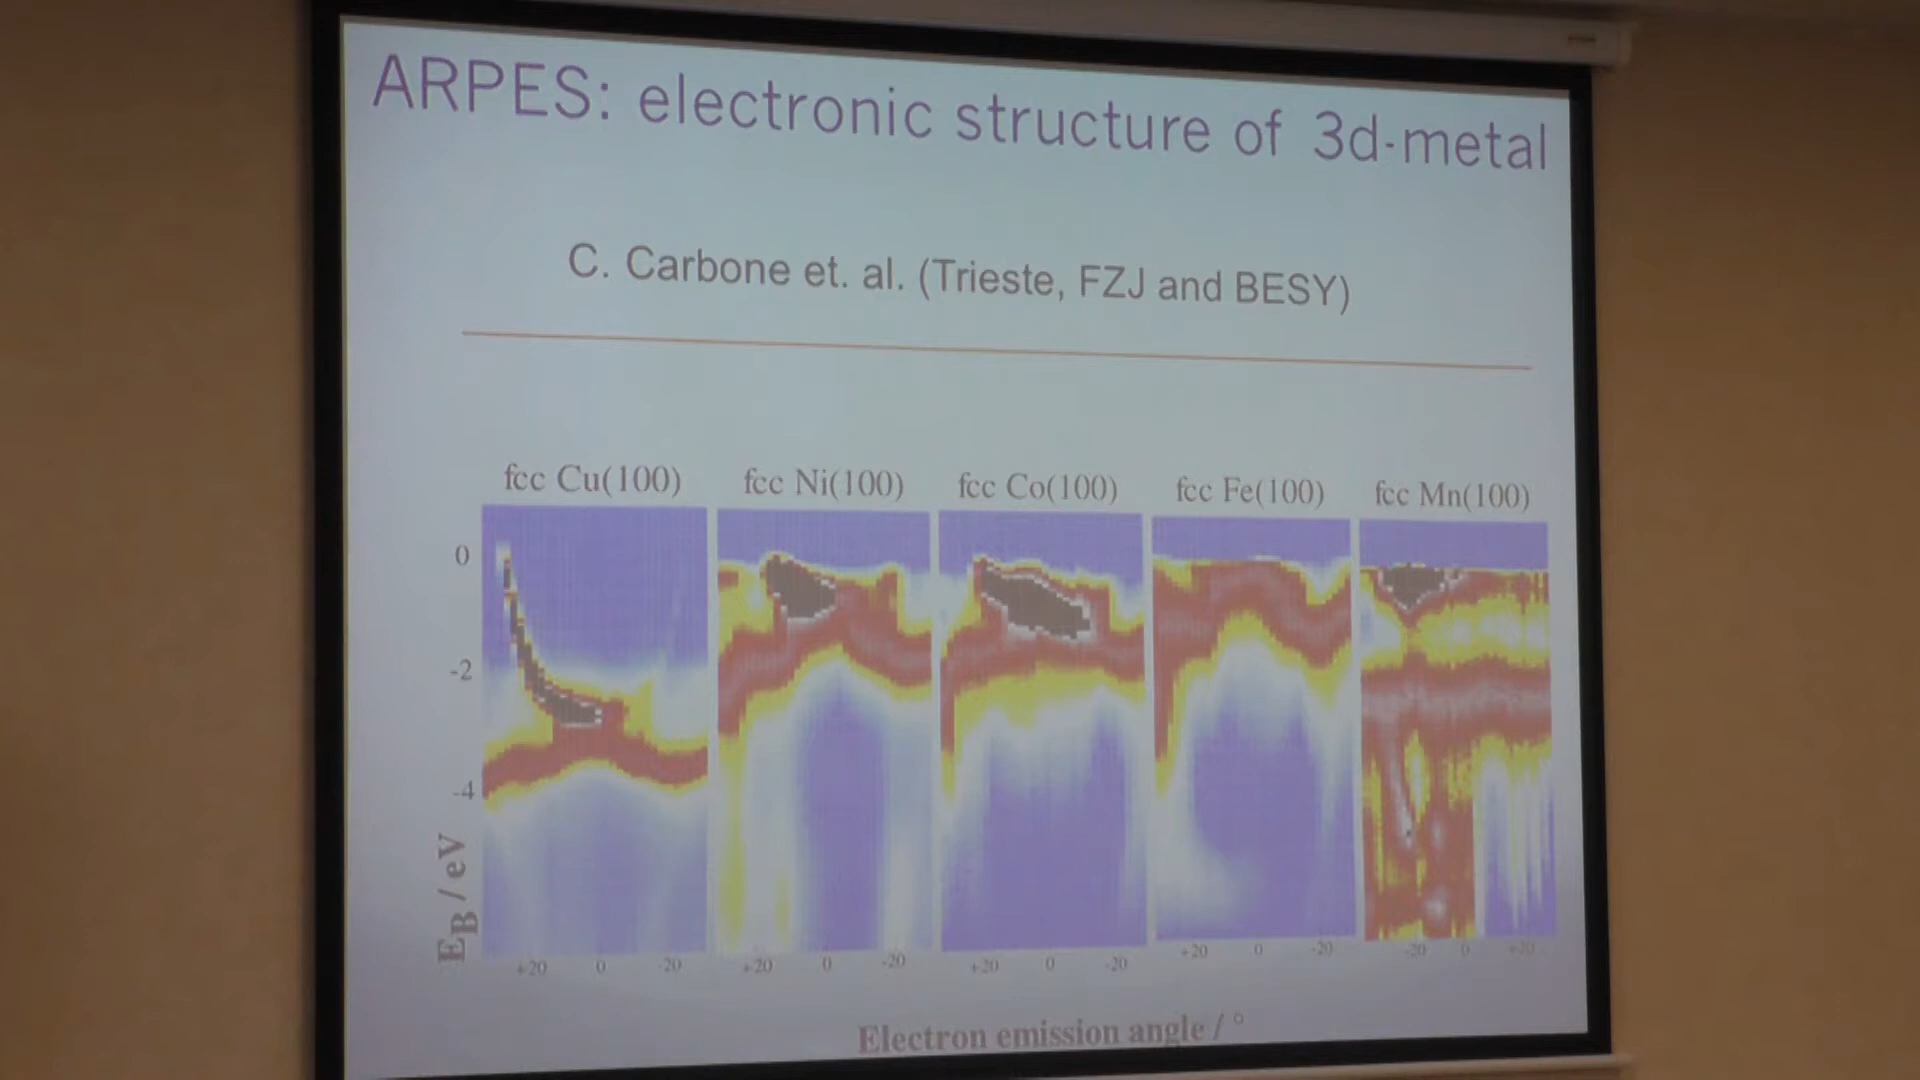 ARPES: electronic structure of 3d-metal
C. Carbone et. al. (Trieste, FZJ and BESY)
fcc Cu(100) fcc Ni(100) fcc Co(100) fcc Fe(100) fcc Mn(100)
0
-2
-4
E_B / eV
+20 0 -20 +20 0 -20 +20 0 -20 +20 0 -20 -20 0 +20
Electron emission angle / °